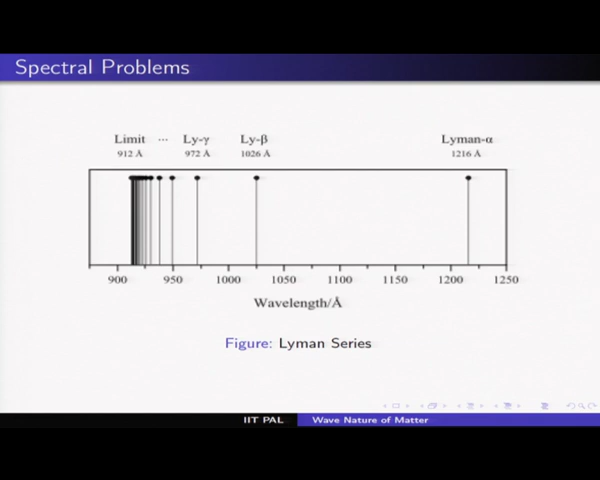 Spectral Problems
Limit ... Ly-γ Ly-β Lyman-α
912 Å 972 Å 1026 Å 1216 Å
900 950 1000 1050 1100 1150 1200 1250
Wavelength/Å
Figure: Lyman Series
IIT PAL Wave Nature of Matter